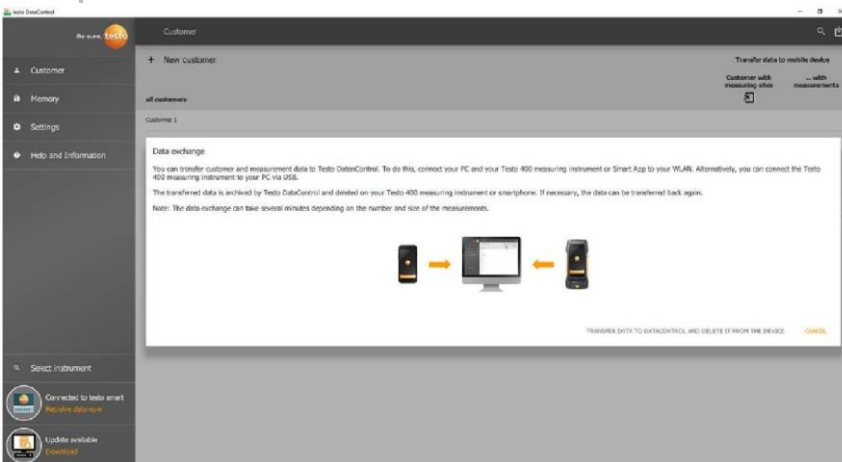 testo DataControl
Be sure. testo
Customer
+ New customer
Transfer data to mobile device
Customer with
measuring sites
... with
measurements
Customer
Memory
Settings
Help and Information
all customers
Customer 1
Data exchange
You can transfer customer and measurement data to Testo DataControl. To do this, connect your PC and your Testo 400 measuring instrument or Smart App to your WLAN. Alternatively, you can connect the Testo
400 measuring instrument to your PC via USB.
The transferred data is archived by Testo DataControl and deleted on your Testo 400 measuring instrument or smartphone. If necessary, the data can be transferred back again.
Note: The data exchange can take several minutes depending on the number and size of the measurements.
TRANSFER DATA TO DATACONTROL AND DELETE IT FROM THE DEVICE
CANCEL
Select instrument
Connected to testo smart
Receive data now
Update available
Download